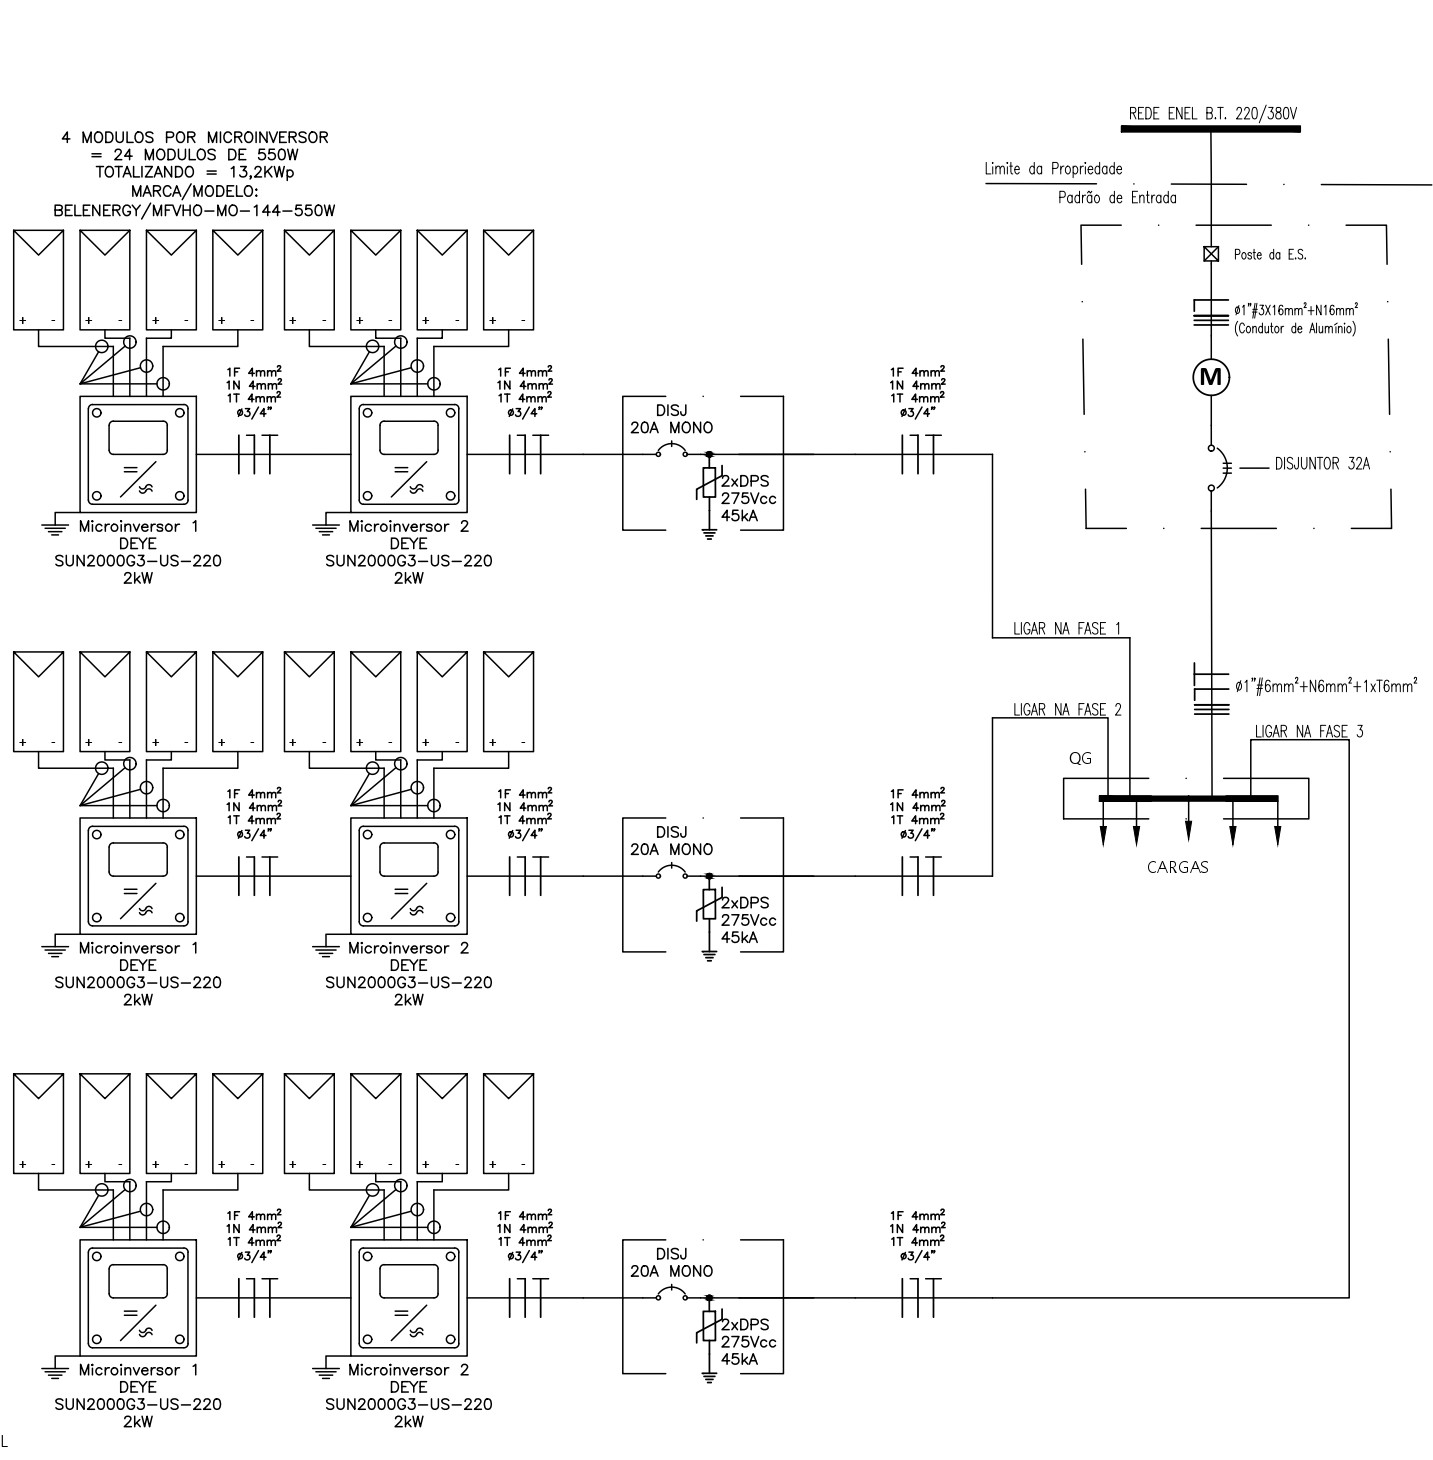 REDE ENEL B.T. 220/380V
4 MODULOS POR MICROINVERSOR
= 24 MODULOS DE 550W
TOTALIZANDO = 13,2KWp
MARCA/MODELO:
BELENERGY/MFVHO-MO-144-550W
Limite da Propriedade
Padrão de Entrada
Poste da E.S.
ø1"#3X16mm²+N16mm²
(Condutor de Alumínio)
M
DISJUNTOR 32A
+ - + - + - + - + - + - + - + -
1F 4mm²
1N 4mm²
1T 4mm²
ø3/4"
1F 4mm²
1N 4mm²
1T 4mm²
ø3/4"
DISJ
20A MONO
2xDPS
275Vcc
45kA
1F 4mm²
1N 4mm²
1T 4mm²
ø3/4"
Microinversor 1
DEYE
SUN2000G3-US-220
2kW
Microinversor 2
DEYE
SUN2000G3-US-220
2kW
LIGAR NA FASE 1
ø1"#6mm²+N6mm²+1xT6mm²
LIGAR NA FASE 2
LIGAR NA FASE 3
QG
CARGAS
+ - + - + - + - + - + - + - + -
1F 4mm²
1N 4mm²
1T 4mm²
ø3/4"
1F 4mm²
1N 4mm²
1T 4mm²
ø3/4"
DISJ
20A MONO
2xDPS
275Vcc
45kA
1F 4mm²
1N 4mm²
1T 4mm²
ø3/4"
Microinversor 1
DEYE
SUN2000G3-US-220
2kW
Microinversor 2
DEYE
SUN2000G3-US-220
2kW
+ - + - + - + - + - + - + - + -
1F 4mm²
1N 4mm²
1T 4mm²
ø3/4"
1F 4mm²
1N 4mm²
1T 4mm²
ø3/4"
DISJ
20A MONO
2xDPS
275Vcc
45kA
1F 4mm²
1N 4mm²
1T 4mm²
ø3/4"
Microinversor 1
DEYE
SUN2000G3-US-220
2kW
Microinversor 2
DEYE
SUN2000G3-US-220
2kW
L